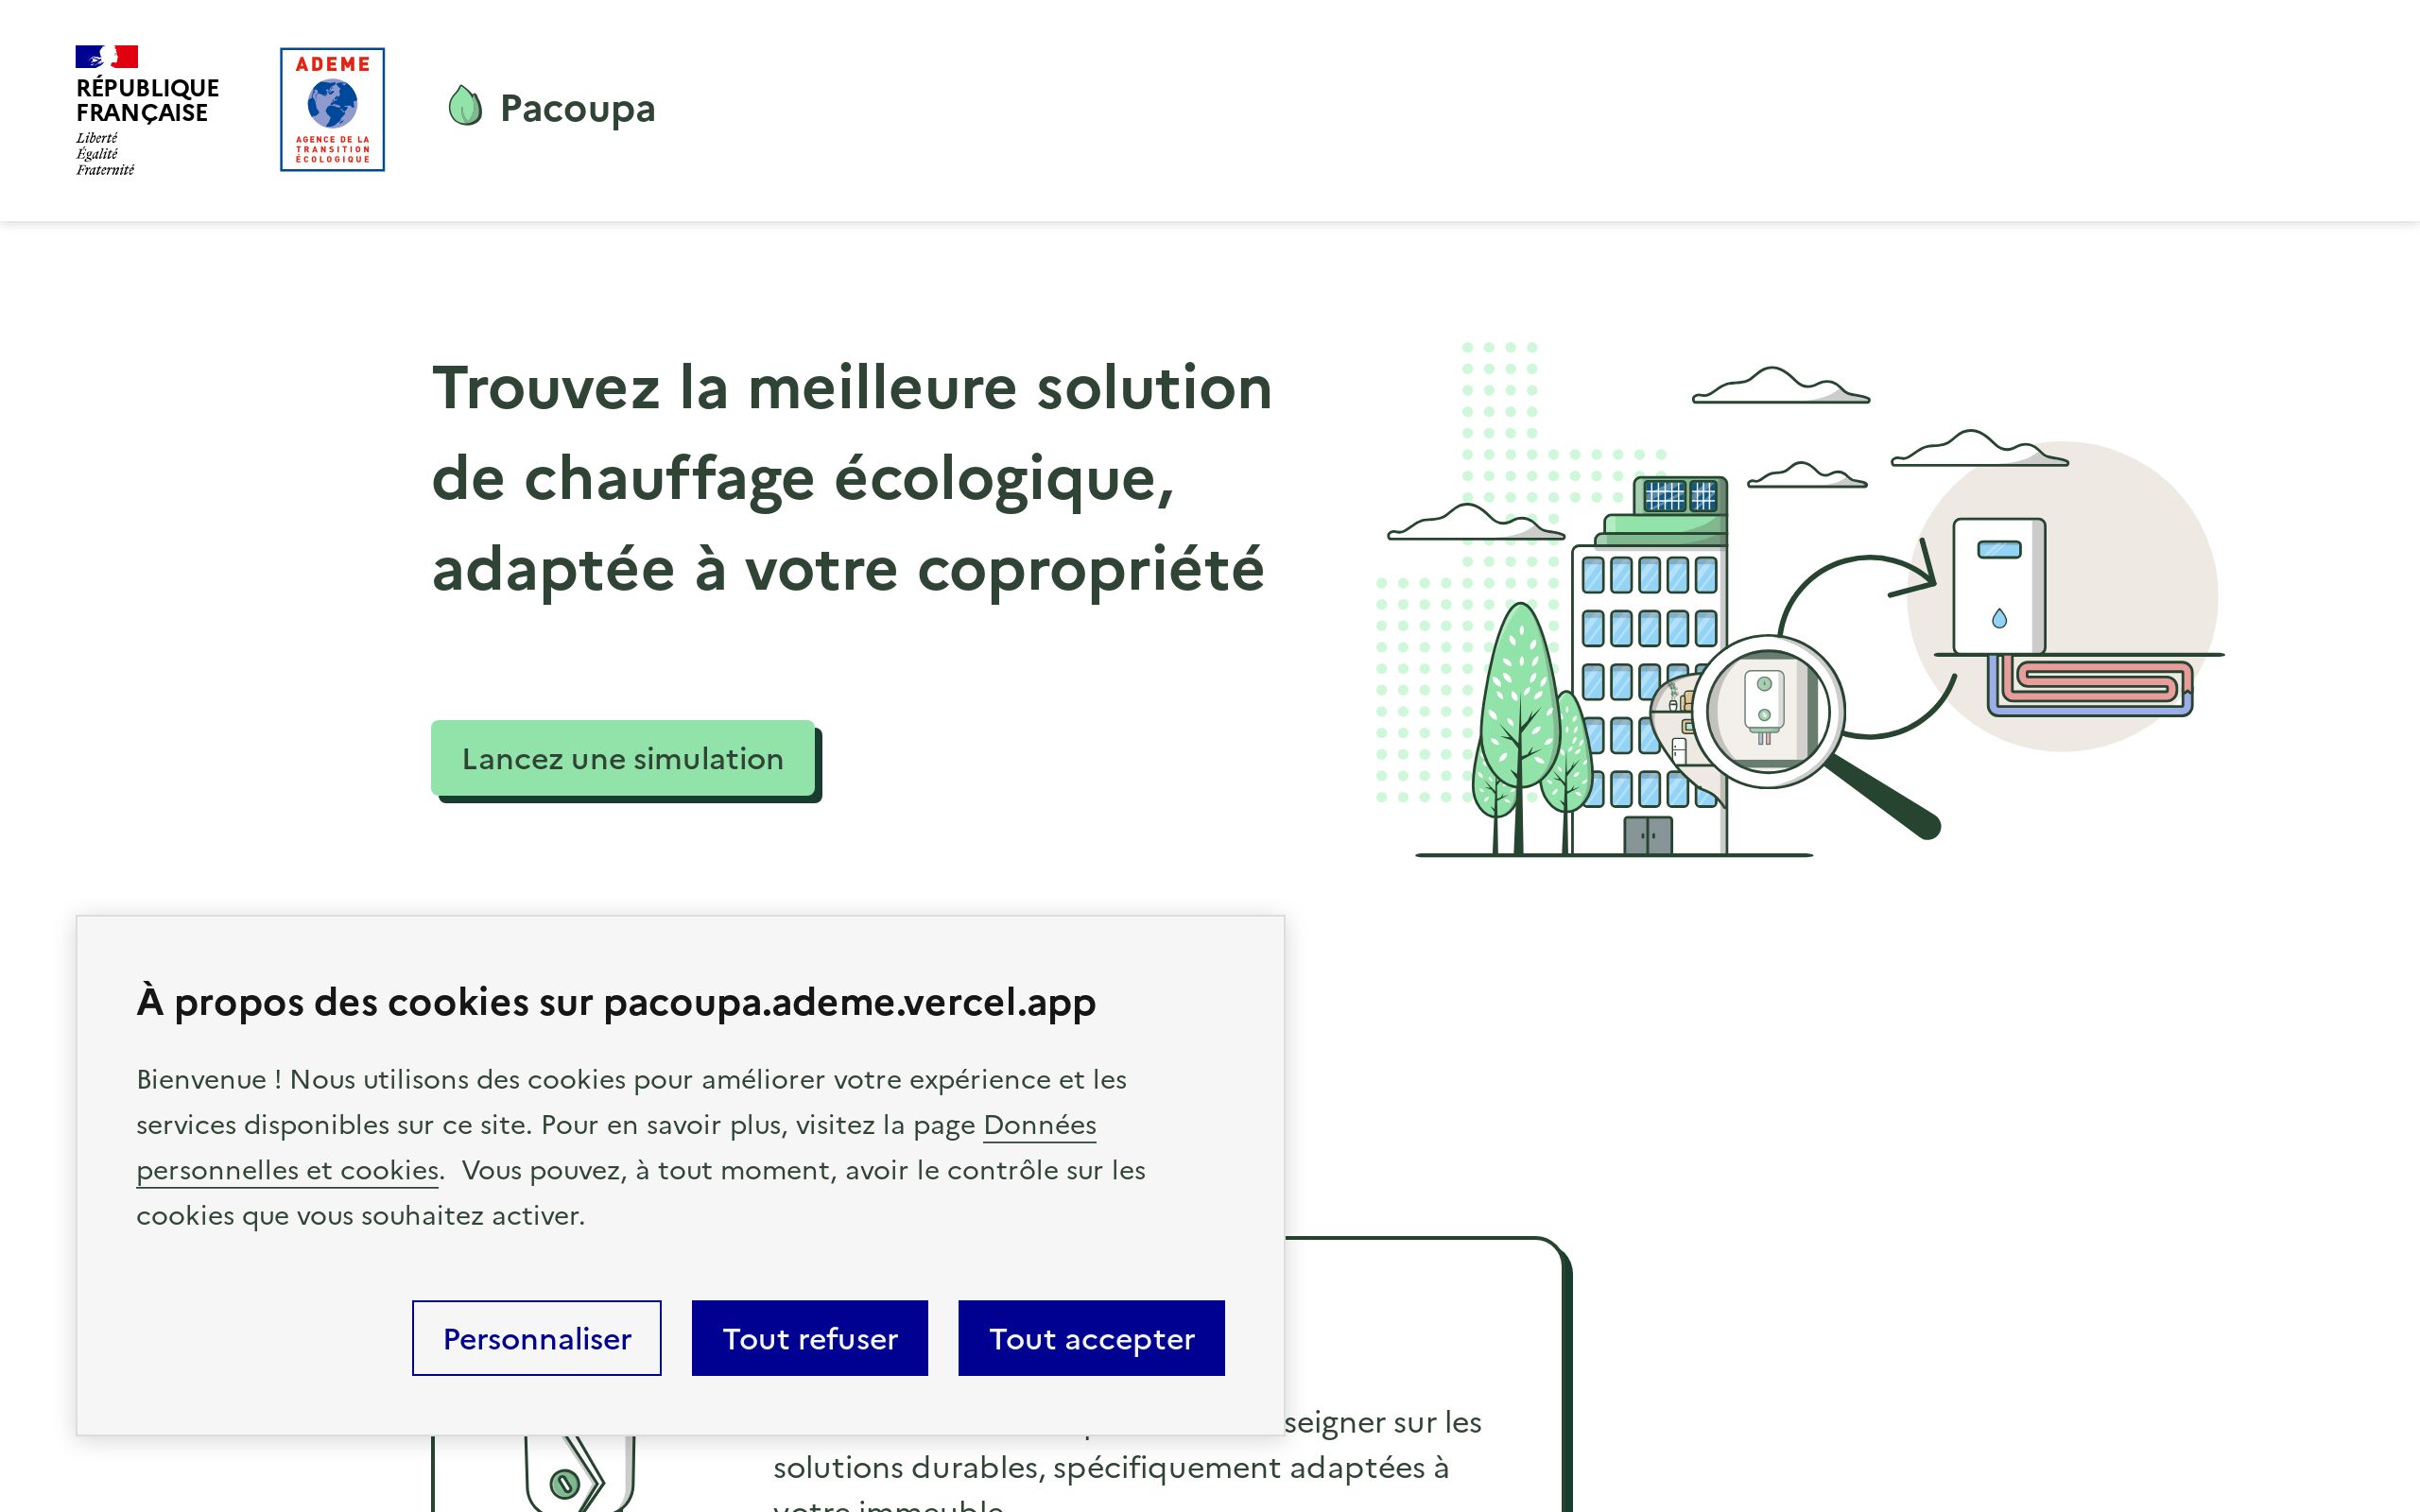 RÉPUBLIQUE
FRANÇAISE
Liberté
Égalité
Fraternité
ADEME
AGENCE DE LA
TRANSITION
ÉCOLOGIQUE
Pacoupa
Trouvez la meilleure solution
de chauffage écologique,
adaptée à votre copropriété
Lancez une simulation
À propos des cookies sur pacoupa.ademe.vercel.app
Bienvenue ! Nous utilisons des cookies pour améliorer votre expérience et les
services disponibles sur ce site. Pour en savoir plus, visitez la page Données
personnelles et cookies.  Vous pouvez, à tout moment, avoir le contrôle sur les
cookies que vous souhaitez activer.
Personnaliser
Tout refuser
Tout accepter
seigner sur les
solutions durables, spécifiquement adaptées à
votre immeuble